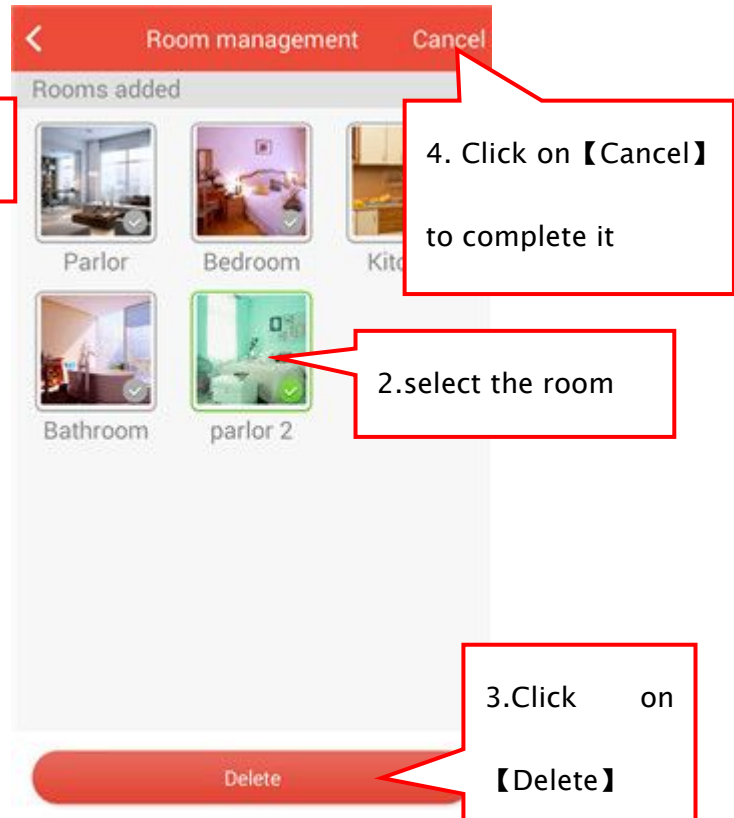 Room management Cancel
Rooms added
4. Click on【Cancel】
to complete it
Parlor Bedroom
2.select the room
Bathroom parlor 2
3.Click on
【Delete】
Delete